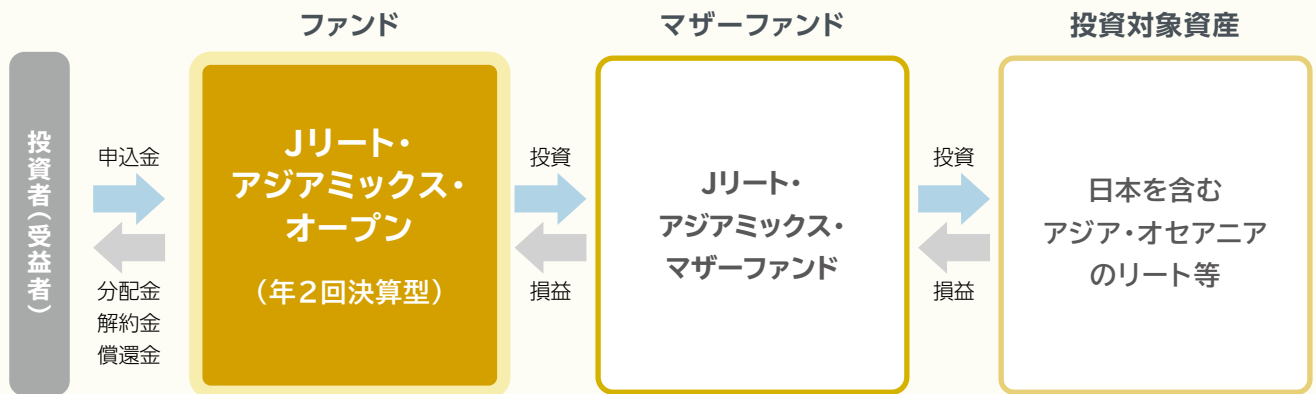 ファンド
マザーファンド
投資対象資産
投資者(受益者)
申込金
分配金
解約金
償還金
Jリート・
アジアミックス・
オープン
(年2回決算型)
投資
損益
Jリート・
アジアミックス・
マザーファンド
投資
損益
日本を含む
アジア・オセアニア
のリート等